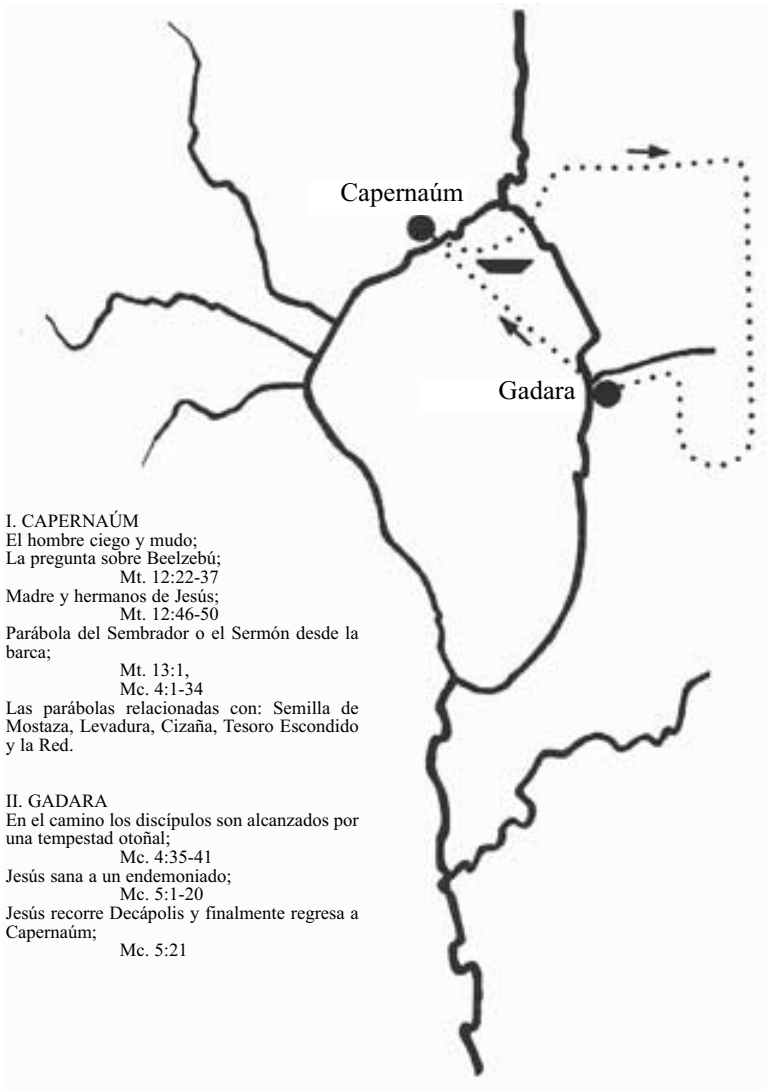 Capernaúm
Gadara
I. CAPERNAÚM
El hombre ciego y mudo;
La pregunta sobre Beelzebú;
Mt. 12:22-37
Madre y hermanos de Jesús;
Mt. 12:46-50
Parábola del Sembrador o el Sermón desde la
barca;
Mt. 13:1,
Mc. 4:1-34
Las parábolas relacionadas con: Semilla de
Mostaza, Levadura, Cizaña, Tesoro Escondido
y la Red.
II. GADARA
En el camino los discípulos son alcanzados por
una tempestad otoñal;
Mc. 4:35-41
Jesús sana a un endemoniado;
Mc. 5:1-20
Jesús recorre Decápolis y finalmente regresa a
Capernaúm;
Mc. 5:21